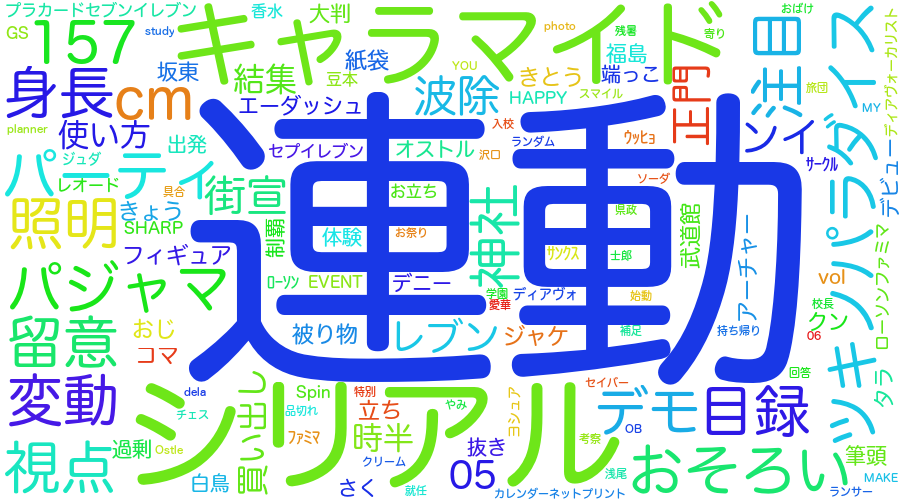 プラカードセブンイレブン
香水
大判
キャラマイド
photo
残暑
寄り
おばけ
ディアヴォーカリスト
GS
157
study
紙袋
YOU
福島
注目
旅団
MY
ツキノパラダイス
身長
cm
坂東
結集
豆本
波除
きとう
端っこ
HAPPY
スマイル
正門
planner
使い方
エーダッシュ
入校
ランダム
ウッヒョ
ンイ
パーティ
出発
ジュダ
セブイレブン
オストル
沢口
サークル
デビュー
レオード
具合
街宣
お立ち
連動
ソーダ
照明
きょう
SHARP
制覇
体験
お祭り
神社
県政
武道館
アーチャー
ローソンファミマ
フィギュア
サンクス
士郎
パジャマ
ローソン
EVENT
デニー
学園
ディアヴォ
愛華
始動
vol
校長
クン
留意
おじ
コマ
被り物
レブン
ジャケ
補足
持ち帰り
06
変動
シリアル
dela
買い出し
Spin
特別
立ち
やみ
ヨシュア
セイバー
デモ
目録
回答
タラ
チェス
品切れ
ファミマ
時半
抜き
考察
OB
視点
過剰
Ostle
クリーム
おそろい
筆頭
白鳥
さく
就任
05
浅尾
カレンダーネットプリント
ランサー
MAKE